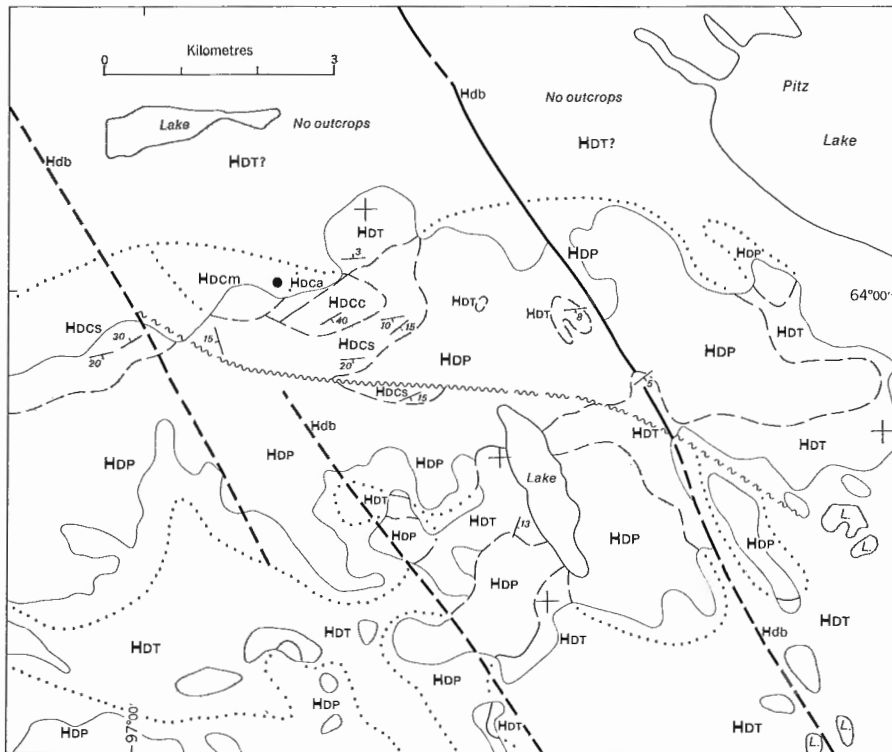 Kilometres
0 3
Pitz
Lake
Hdb
No outcrops
HDT?
Lake
No outcrops
HDT?
Hdb
HDT
3
HDP
HDP
HDCm
HDCa
HDCc
40
HDT
HDT
8
64°00'
HDT
HDCs
30
20
15
10
15
HDCs
20
HDP
HDP
HDCs
15
5
HDT
HDT
Hdb
HDP
HDP
HDP
HDT
Lake
L.
L.
HDT
13
HDP
HDP
HDP
HDP
HDT
HDT
HDT
Hdb
HDT
HDP
HDP
97°00'
HDP
HDT
HDT
L.
L.